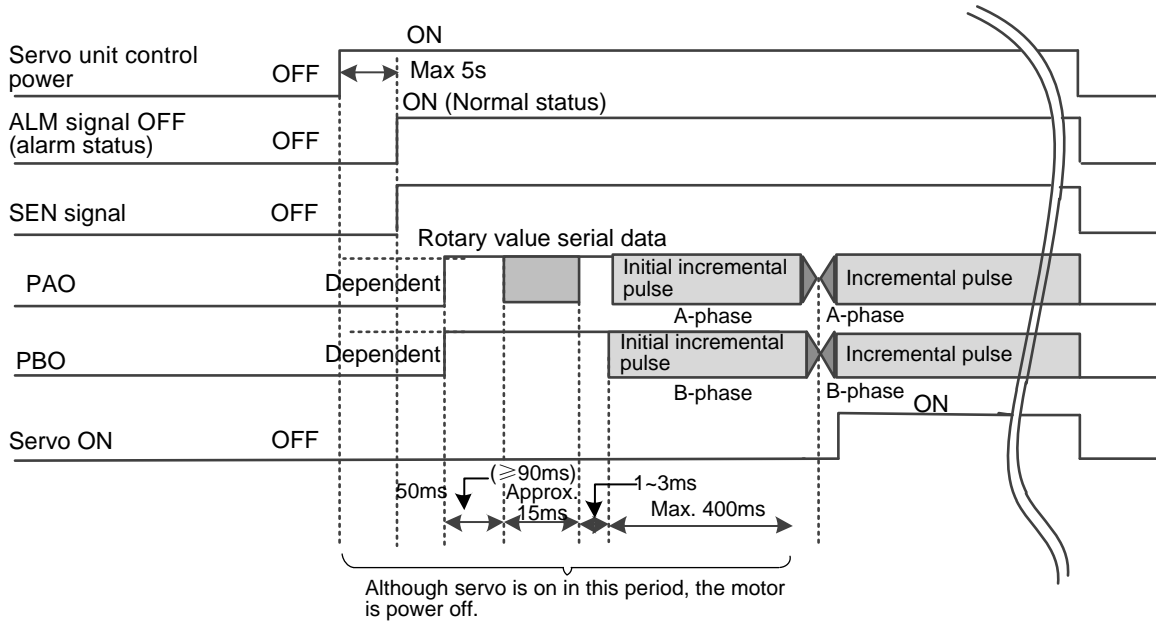 ON
Servo unit control
power
OFF
Max 5s
ON (Normal status)
ALM signal OFF
(alarm status)
OFF
SEN signal
OFF
Rotary value serial data
PAO
Dependent
Initial incremental
pulse
Incremental pulse
A-phase
A-phase
PBO
Dependent
Initial incremental
pulse
Incremental pulse
B-phase
B-phase
ON
Servo ON
OFF
50ms
(≥90ms)
Approx.
15ms
1~3ms
Max. 400ms
Although servo is on in this period, the motor
is power off.